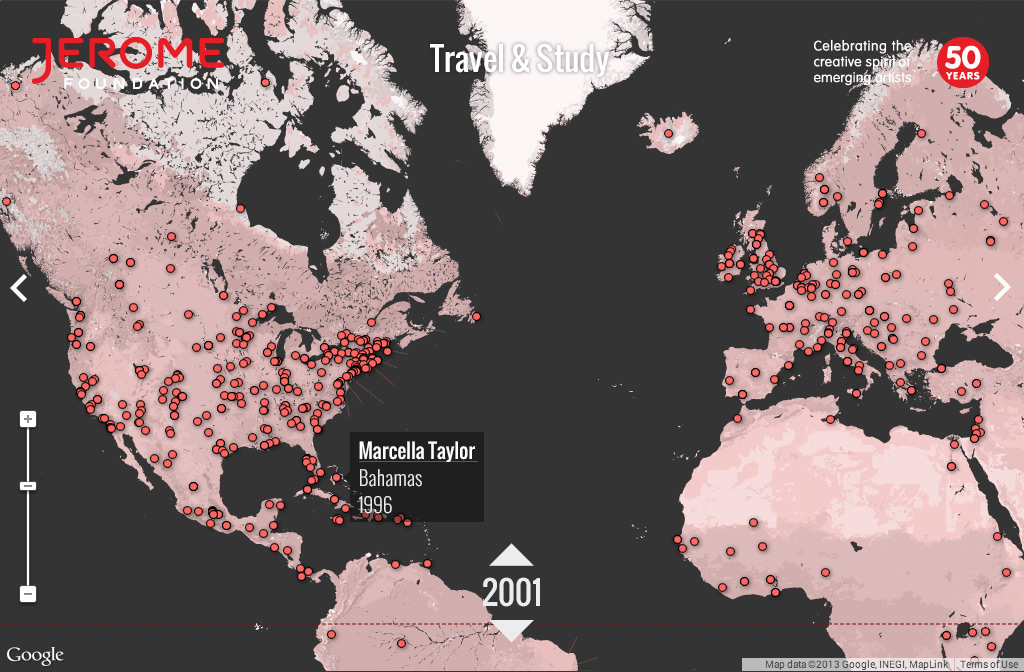 JEROME
FOUNDATION
Travel & Study
Celebrating the
creative spirit of
emerging artists
50
YEARS
Marcella Taylor
Bahamas
1996
2001
Google
Map data ©2013 Google, INEGI, MapLink
Terms of Use